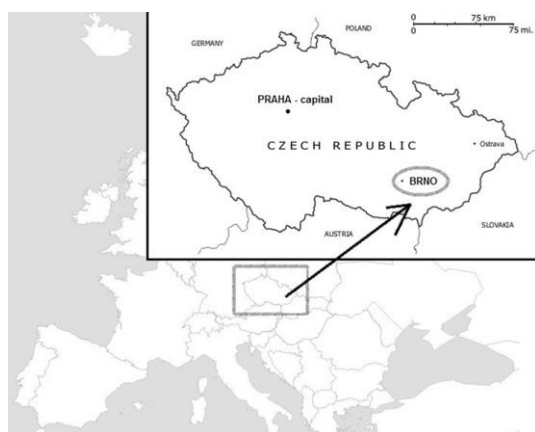 POLAND
GERMANY
0 75 km
0 75 mi.
PRAHA - capital
CZECH REPUBLIC
Ostrava
BRNO
AUSTRIA
SLOVAKIA